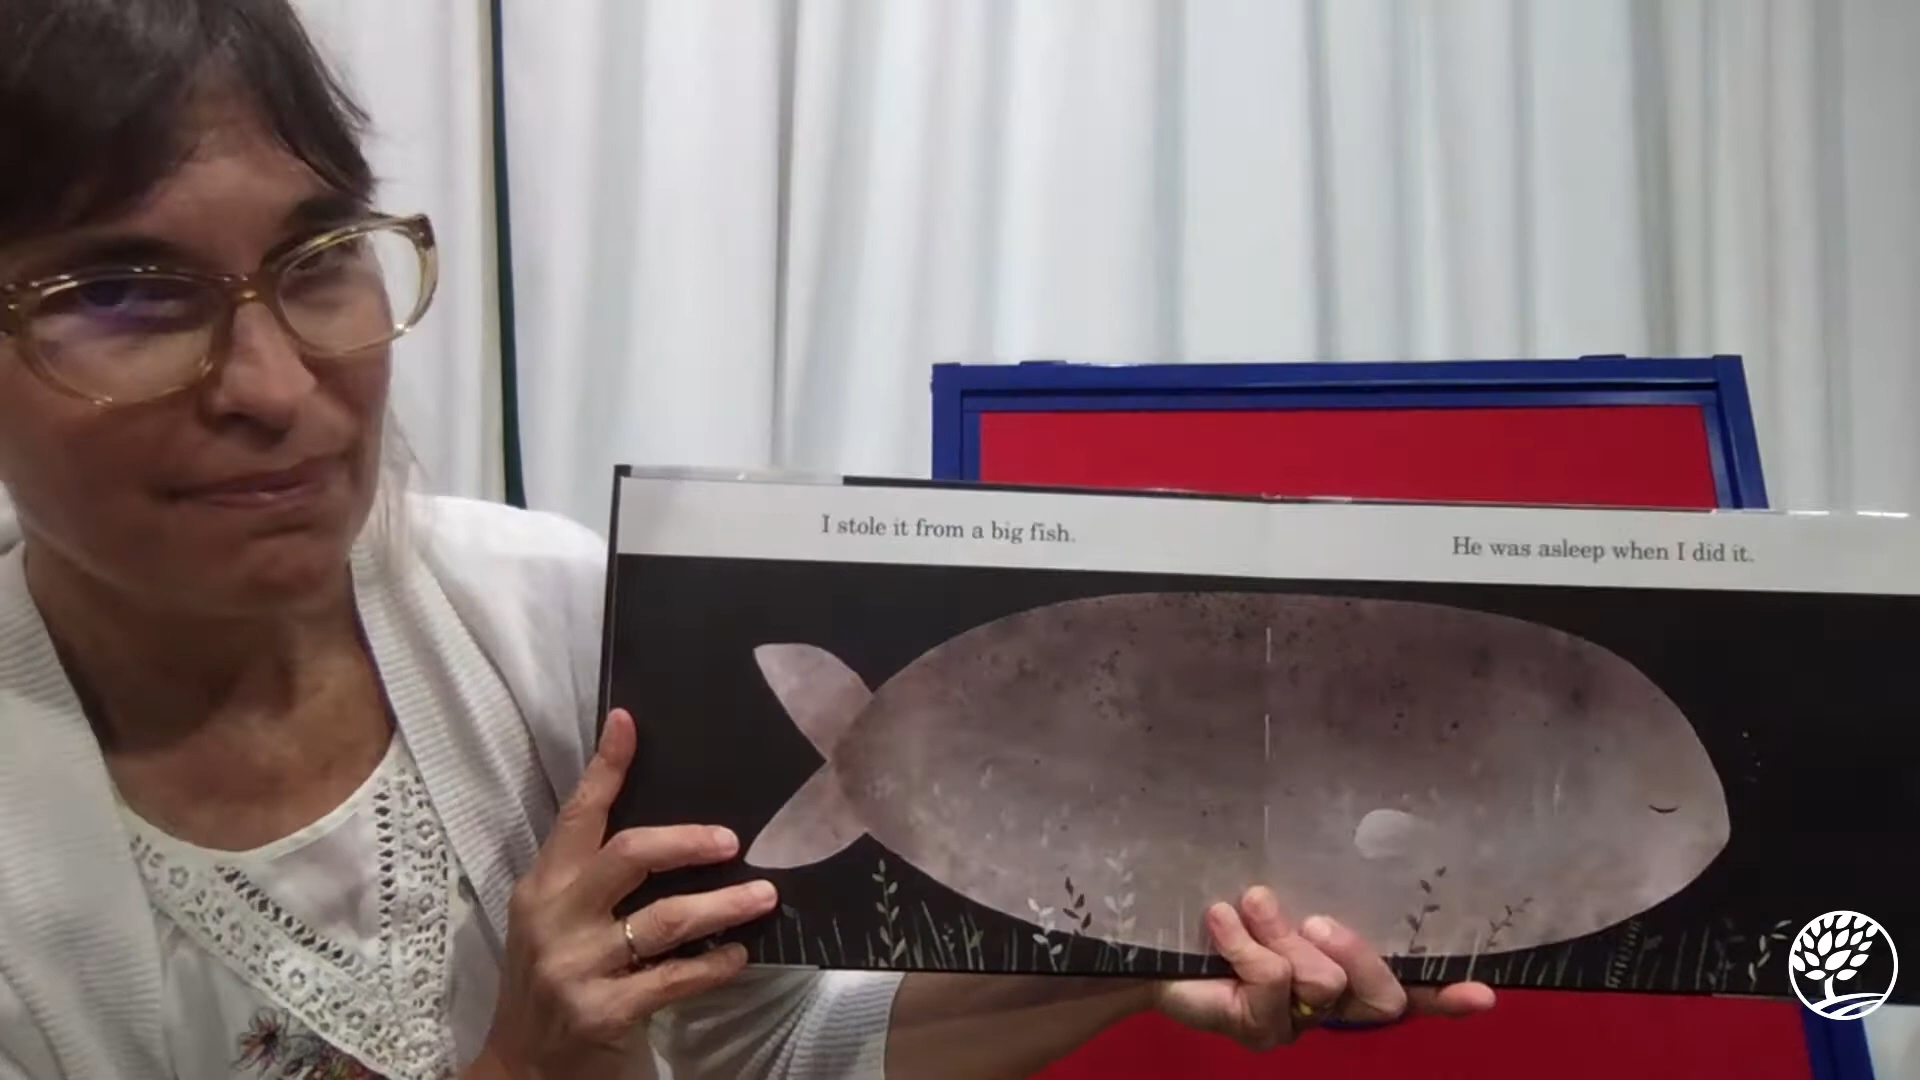 I stole it from a big fish.
He was asleep when I did it.